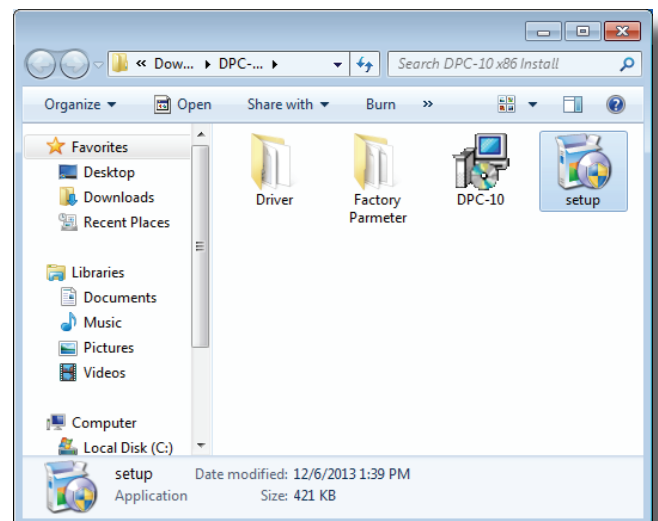 « Dow... ▸ DPC-... ▸
Search DPC-10 x86 Install
Organize Open Share with Burn »
Favorites
Desktop
Downloads
Recent Places
Libraries
Documents
Music
Pictures
Videos
Computer
Local Disk (C:)
Driver
Factory
Parmeter
DPC-10
setup
setup Date modified: 12/6/2013 1:39 PM
Application Size: 421 KB